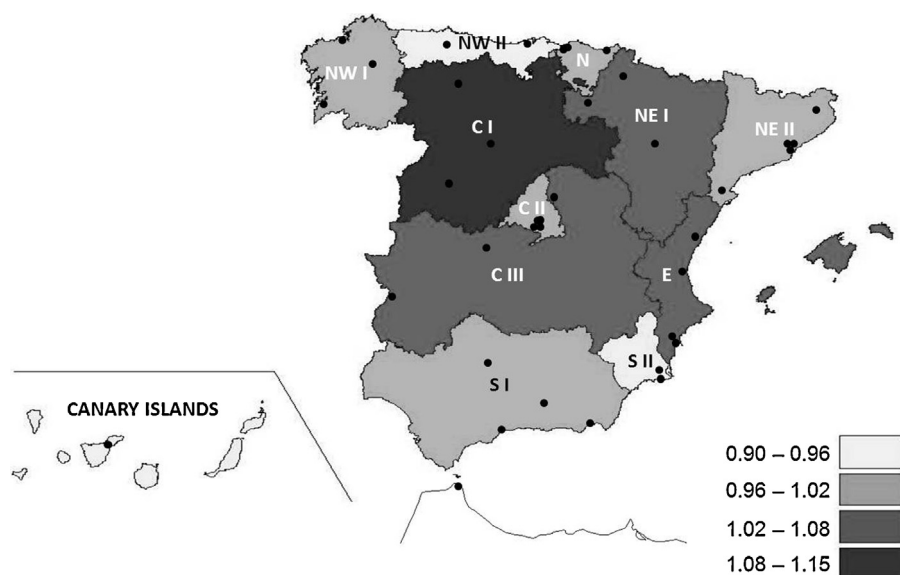 NW II
NW I
N
C I
NE I
NE II
C II
C III
E
S II
S I
CANARY ISLANDS
0.90 – 0.96
0.96 – 1.02
1.02 – 1.08
1.08 – 1.15